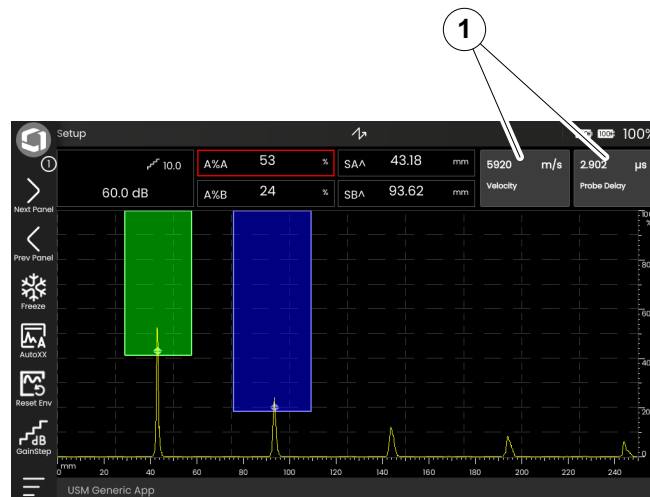 1
Setup
100 100%
1
10.0
60.0 dB
A%A 53 %
SA^ 43.18 mm
A%B 24 %
SB^ 93.62 mm
5920 m/s
Velocity
2.902 µs
Probe Delay
Next Panel
Prev Panel
Freeze
A
AutoXX
Reset Env
dB
GainStep
100
%
80
60
40
20
0
mm
0 20 40 60 80 100 120 140 160 180 200 220 240
USM Generic App